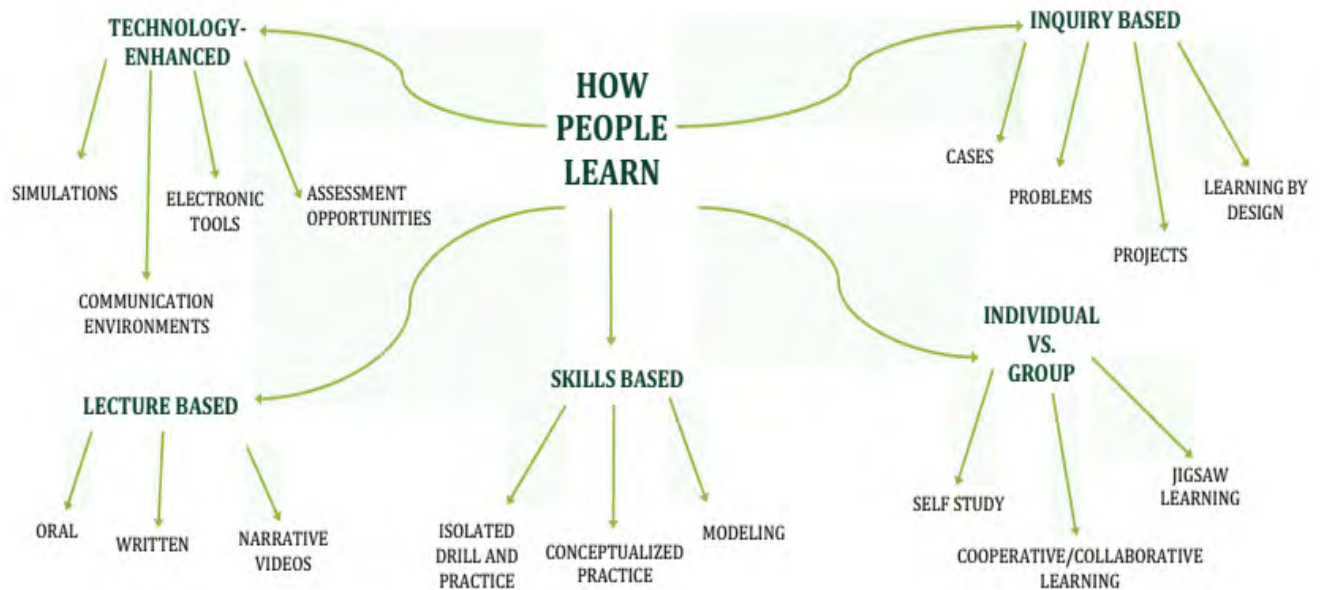 HOW
PEOPLE
LEARN
TECHNOLOGY-
ENHANCED
SIMULATIONS
COMMUNICATION
ENVIRONMENTS
ELECTRONIC
TOOLS
ASSESSMENT
OPPORTUNITIES
INQUIRY BASED
CASES
PROBLEMS
PROJECTS
LEARNING BY
DESIGN
LECTURE BASED
ORAL
WRITTEN
NARRATIVE
VIDEOS
SKILLS BASED
ISOLATED
DRILL AND
PRACTICE
CONCEPTUALIZED
PRACTICE
MODELING
INDIVIDUAL
VS.
GROUP
SELF STUDY
COOPERATIVE/COLLABORATIVE
LEARNING
JIGSAW
LEARNING